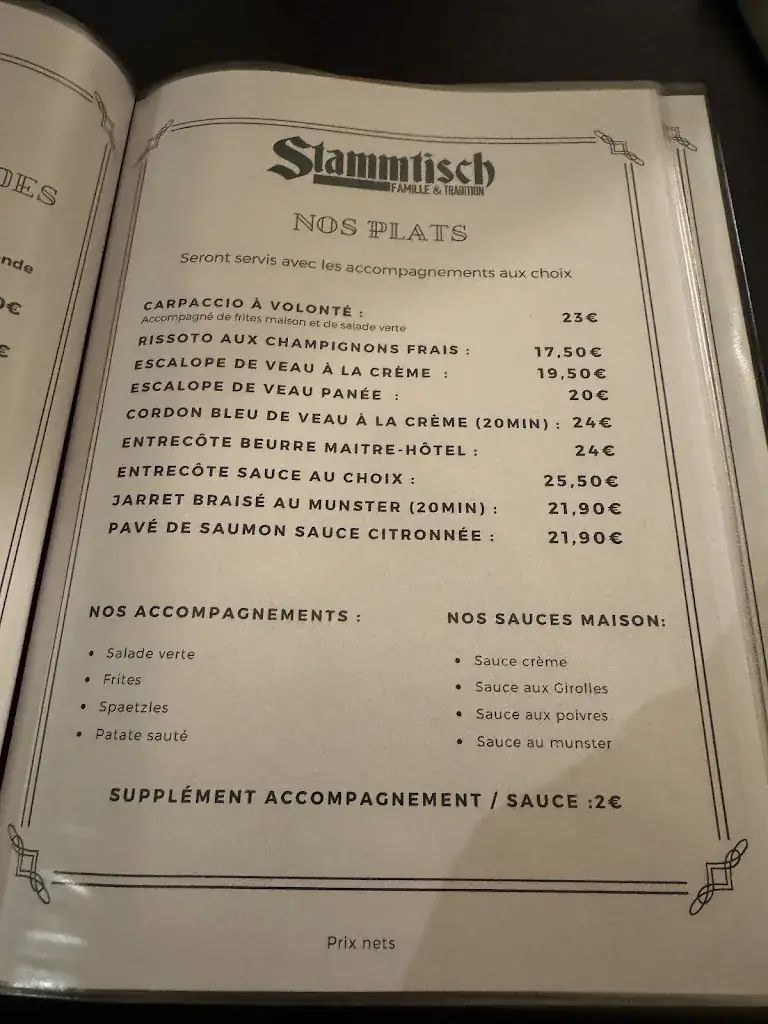 Stammtisch
FAMILLE & TRADITION
NOS PLATS
Seront servis avec les accompagnements aux choix
CARPACCIO À VOLONTÉ : 23€
Accompagné de frites maison et de salade verte
RISSOTO AUX CHAMPIGNONS FRAIS : 17,50€
ESCALOPE DE VEAU À LA CRÈME : 19,50€
ESCALOPE DE VEAU PANÉE : 20€
CORDON BLEU DE VEAU À LA CRÈME (20MIN) : 24€
ENTRECÔTE BEURRE MAITRE-HÔTEL : 24€
ENTRECÔTE SAUCE AU CHOIX : 25,50€
JARRET BRAISÉ AU MUNSTER (20MIN) : 21,90€
PAVÉ DE SAUMON SAUCE CITRONNÉE : 21,90€
NOS ACCOMPAGNEMENTS :
• Salade verte
• Frites
• Spaetzles
• Patate sauté
NOS SAUCES MAISON:
• Sauce crème
• Sauce aux Girolles
• Sauce aux poivres
• Sauce au munster
SUPPLÉMENT ACCOMPAGNEMENT / SAUCE :2€
Prix nets